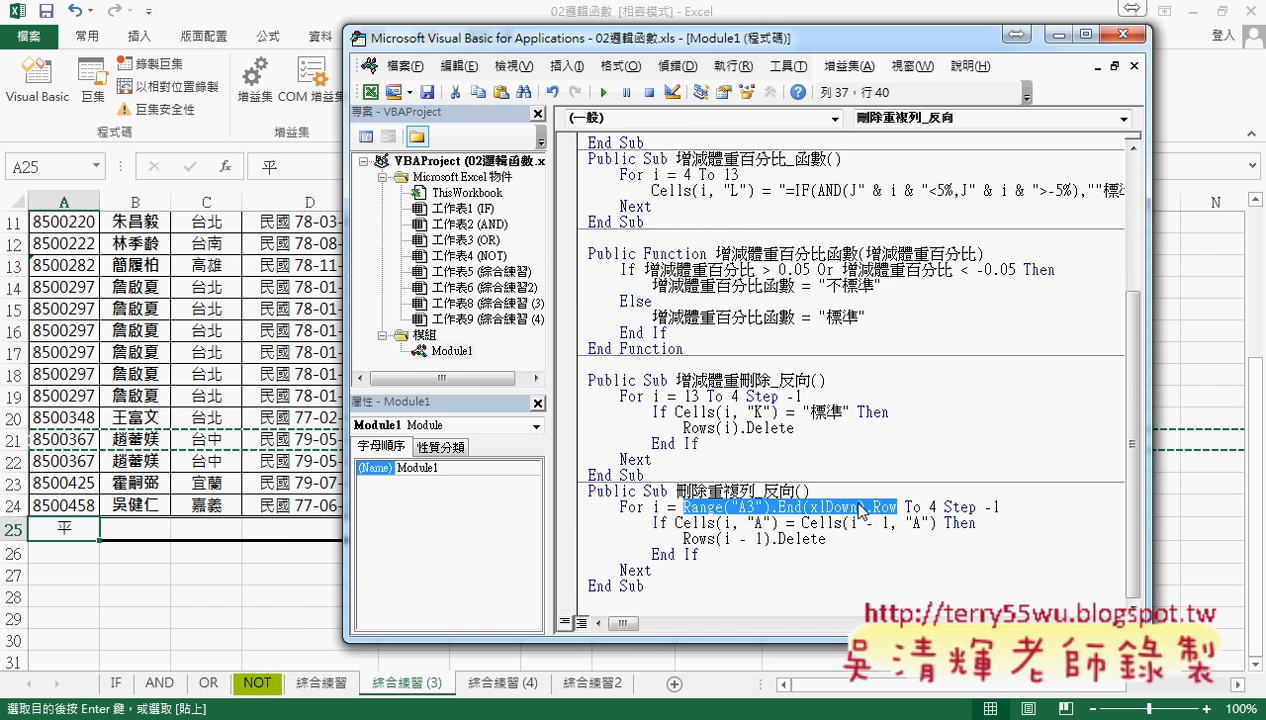 02邏輯函數 [相容模式] - Excel
檔案 常用 插入 版面配置 公式 資料 登入
Visual Basic 巨集 錄製巨集 以相對位置錄製 巨集安全性 增益集 COM 增益集
程式碼 增益集
A25 平
A B C D N
11 8500220 朱昌毅 台北 民國 78-03-
12 8500222 林季齡 台南 民國 78-08-
13 8500282 簡履柏 高雄 民國 78-11-
14 8500297 詹啟夏 台北 民國 78-01-
15 8500297 詹啟夏 台北 民國 78-01-
16 8500297 詹啟夏 台北 民國 78-01-
17 8500297 詹啟夏 台北 民國 78-01-
18 8500297 詹啟夏 台北 民國 78-01-
19 8500297 詹啟夏 台北 民國 78-01-
20 8500348 王富文 台北 民國 77-02-
21 8500367 趙蕾媄 台中 民國 79-05-
22 8500367 趙蕾媄 台中 民國 79-05-
23 8500425 霍嗣弼 宜蘭 民國 79-07-
24 8500458 吳健仁 嘉義 民國 77-06-
25 平
26
27
28
29
30
31
IF AND OR NOT 綜合練習 綜合練習 (3) 綜合練習 (4) 綜合練習2
選取目的後按 Enter 鍵，或選取 [貼上] 100%
Microsoft Visual Basic for Applications - 02邏輯函數.xls - [Module1 (程式碼)]
檔案(F) 編輯(E) 檢視(V) 插入(I) 格式(O) 偵錯(D) 執行(R) 工具(T) 增益集(A) 視窗(W) 說明(H)
列 37，行 40
專案 - VBAProject
VBAProject (02邏輯函數.x
Microsoft Excel 物件
ThisWorkbook
工作表1 (IF)
工作表2 (AND)
工作表3 (OR)
工作表4 (NOT)
工作表5 (綜合練習)
工作表6 (綜合練習2)
工作表8 (綜合練習 (3)
工作表9 (綜合練習 (4)
模組
Module1
屬性 - Module1
Module1 Module
字母順序 性質分類
(Name) Module1
(一般) 刪除重複列_反向
End Sub
Public Sub 增減體重百分比_函數()
For i = 4 To 13
Cells(i, "L") = "=IF(AND(J" & i & "<5%,J" & i & ">-5%),""標準
Next
End Sub
Public Function 增減體重百分比函數(增減體重百分比)
If 增減體重百分比 > 0.05 Or 增減體重百分比 < -0.05 Then
增減體重百分比函數 = "不標準"
Else
增減體重百分比函數 = "標準"
End If
End Function
Public Sub 增減體重刪除_反向()
For i = 13 To 4 Step -1
If Cells(i, "K") = "標準" Then
Rows(i).Delete
End If
Next
End Sub
Public Sub 刪除重複列_反向()
For i = Range("A3").End(xlDown).Row To 4 Step -1
If Cells(i, "A") = Cells(i - 1, "A") Then
Rows(i - 1).Delete
End If
Next
End Sub
http://terry55wu.blogspot.tw
吳清輝老師錄製